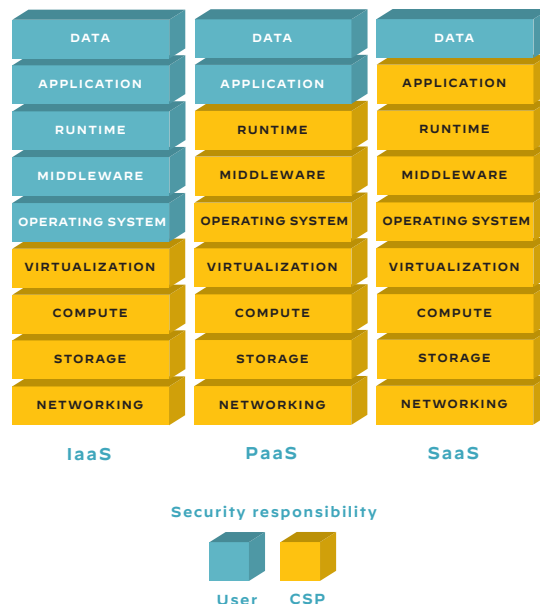 DATA DATA DATA
APPLICATION APPLICATION APPLICATION
RUNTIME RUNTIME RUNTIME
MIDDLEWARE MIDDLEWARE MIDDLEWARE
OPERATING SYSTEM OPERATING SYSTEM OPERATING SYSTEM
VIRTUALIZATION VIRTUALIZATION VIRTUALIZATION
COMPUTE COMPUTE COMPUTE
STORAGE STORAGE STORAGE
NETWORKING NETWORKING NETWORKING
IaaS PaaS SaaS
Security responsibility
User CSP